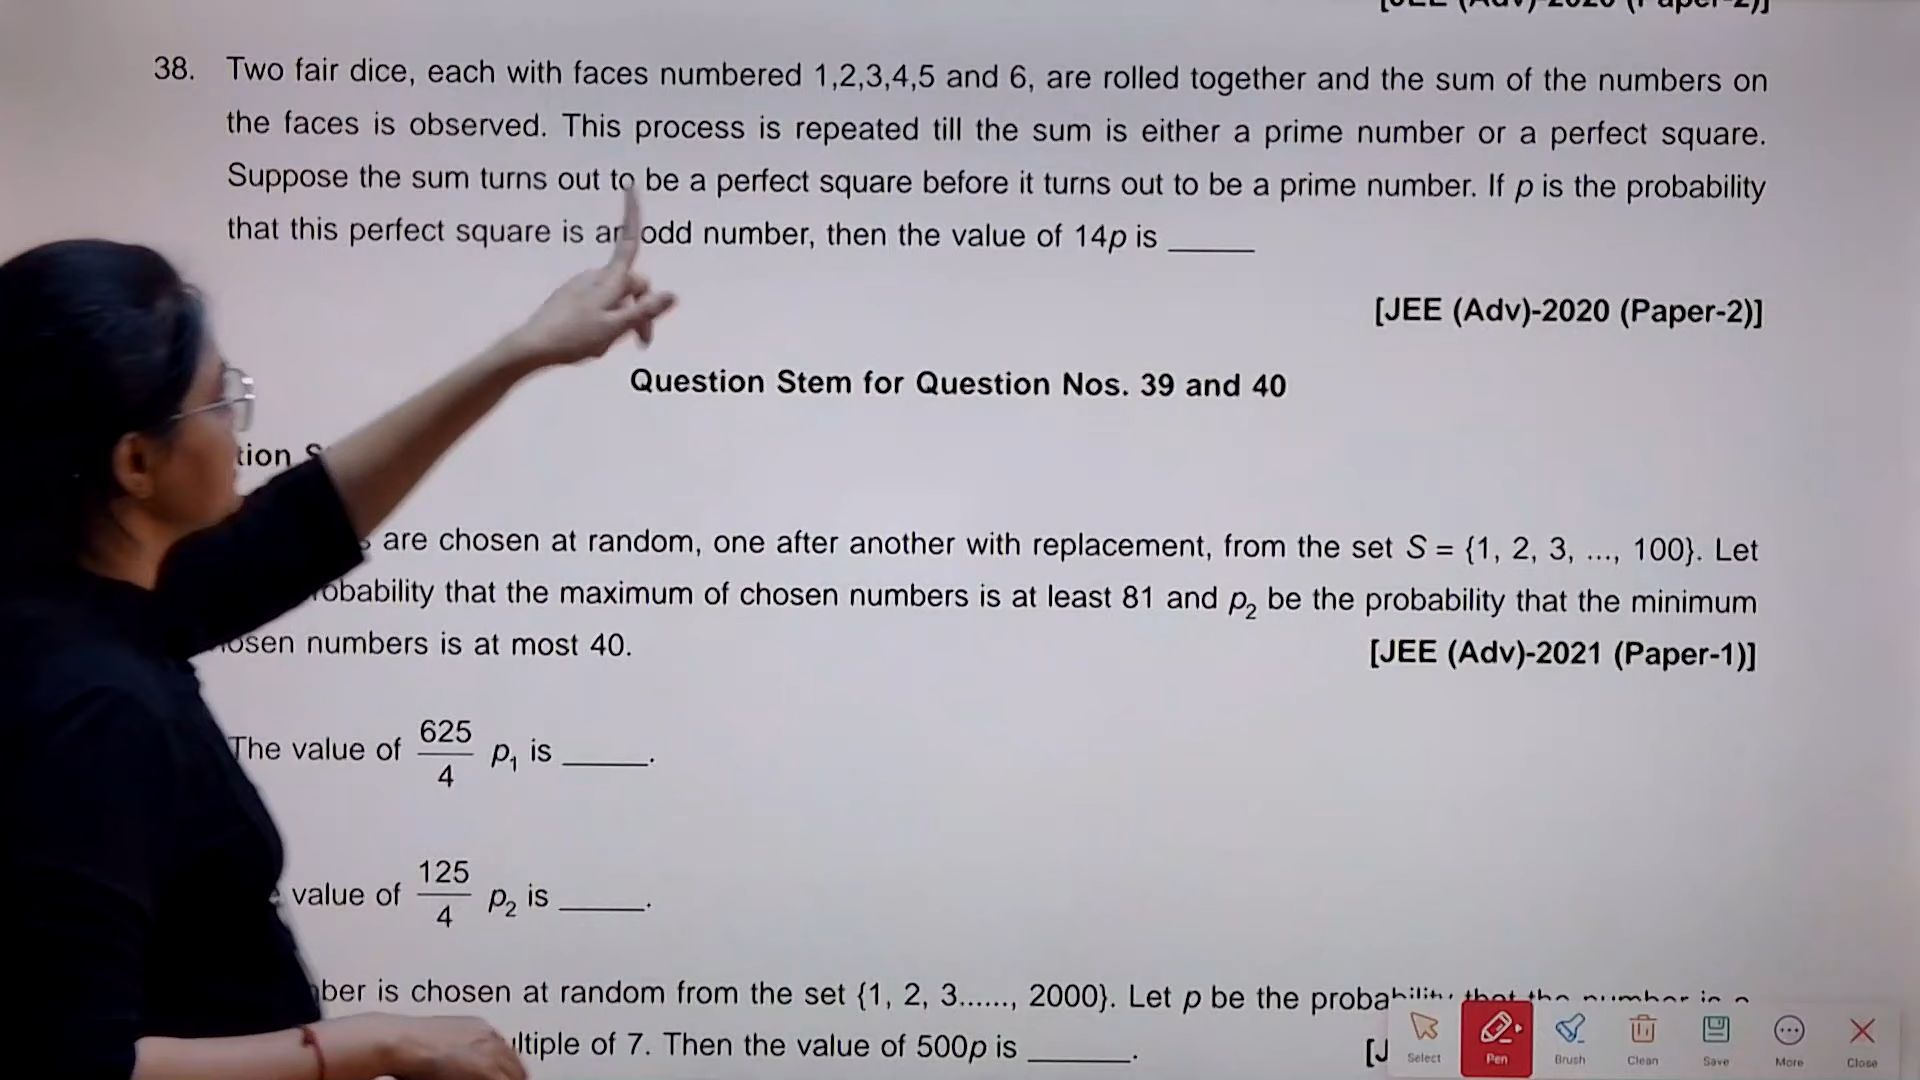 38. Two fair dice, each with faces numbered 1,2,3,4,5 and 6, are rolled together and the sum of the numbers on
the faces is observed. This process is repeated till the sum is either a prime number or a perfect square.
Suppose the sum turns out to be a perfect square before it turns out to be a prime number. If p is the probability
that this perfect square is an odd number, then the value of 14p is ______
[JEE (Adv)-2020 (Paper-2)]
Question Stem for Question Nos. 39 and 40
are chosen at random, one after another with replacement, from the set S = {1, 2, 3, ..., 100}. Let
that the maximum of chosen numbers is at least 81 and p₂ be the probability that the minimum
numbers is at most 40.
[JEE (Adv)-2021 (Paper-1)]
The value of 625/4 p₁ is ______.
value of 125/4 p₂ is ______.
is chosen at random from the set {1, 2, 3......, 2000}. Let p be the
of 7. Then the value of 500p is ______.
Select Pen Brush Clean Save More Close